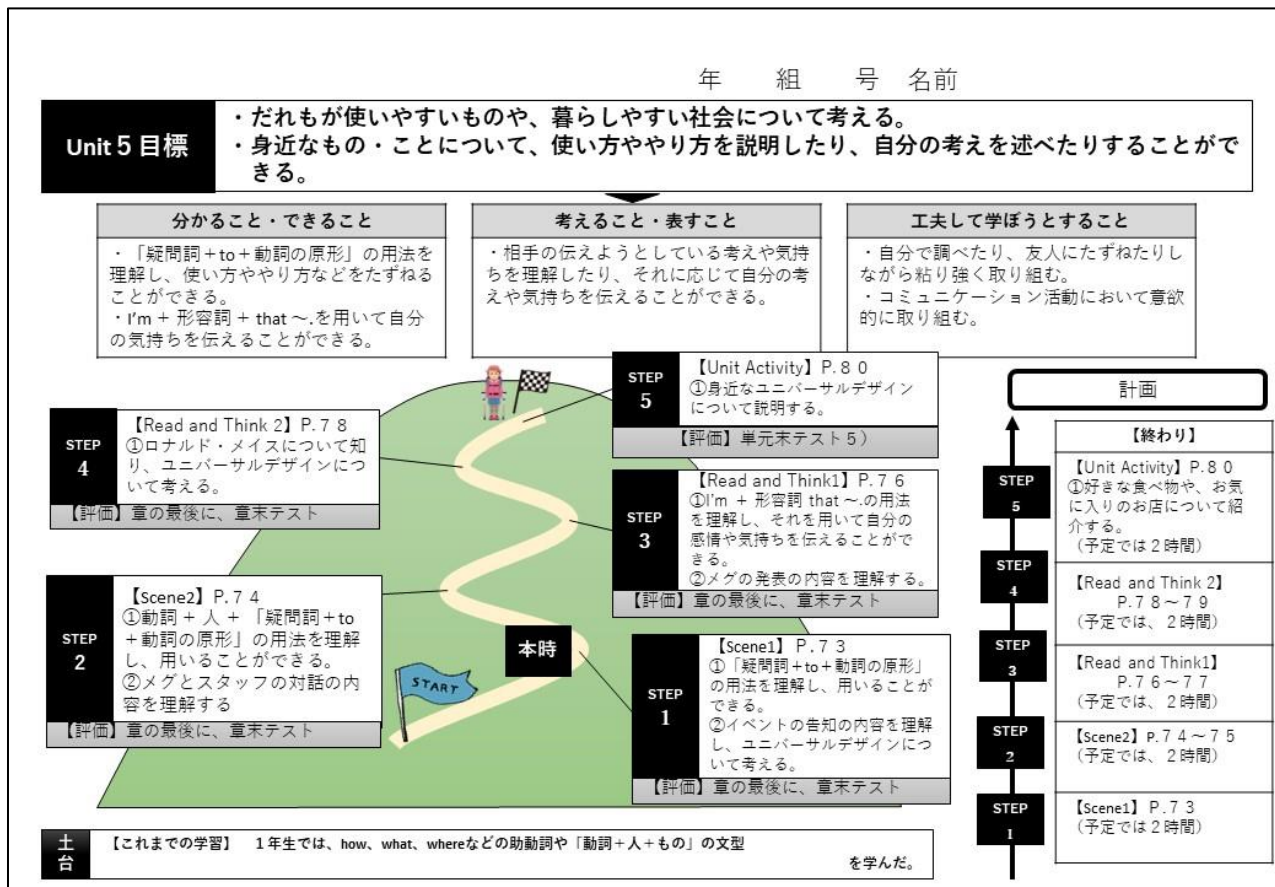 年 組 号 名前
Unit 5 目標
・だれもが使いやすいものや、暮らしやすい社会について考える。
・身近なもの・ことについて、使い方ややり方を説明したり、自分の考えを述べたりすることがで
きる。
分かること・できること
・「疑問詞+to+動詞の原形」の用法を
理解し、使い方ややり方などをたずねる
ことができる。
・I'm + 形容詞 + that ~.を用いて自分
の気持ちを伝えることができる。
考えること・表すこと
・相手の伝えようとしている考えや気持
ちを理解したり、それに応じて自分の考
えや気持ちを伝えることができる。
工夫して学ぼうとすること
・自分で調べたり、友人にたずねたりし
ながら粘り強く取り組む。
・コミュニケーション活動において意欲
的に取り組む。
STEP
5
【Unit Activity】P.80
①身近なユニバーサルデザイン
について説明する。
【評価】単元末テスト5)
STEP
4
【Read and Think 2】P.78
①ロナルド・メイスについて知
り、ユニバーサルデザインにつ
いて考える。
【評価】章の最後に、章末テスト
STEP
3
【Read and Think1】P.76
①I'm + 形容詞 that ~.の用法
を理解し、それを用いて自分の
感情や気持ちを伝えることがで
きる。
②メグの発表の内容を理解する。
【評価】章の最後に、章末テスト
STEP
2
【Scene2】P.74
①動詞 + 人 + 「疑問詞+to
+動詞の原形」の用法を理解
し、用いることができる。
②メグとスタッフの対話の内
容を理解する
【評価】章の最後に、章末テスト
本時
START
STEP
1
【Scene1】P.73
①「疑問詞+to+動詞の原形」
の用法を理解し、用いることが
できる。
②イベントの告知の内容を理解
し、ユニバーサルデザインにつ
いて考える。
【評価】章の最後に、章末テスト
計画
【終わり】
STEP
5
【Unit Activity】P.80
①好きな食べ物や、お気
に入りのお店について紹
介する。
(予定では2時間)
STEP
4
【Read and Think 2】
P.78~79
(予定では、2時間)
STEP
3
【Read and Think1】
P.76~77
(予定では、2時間)
STEP
2
【Scene2】P.74~75
(予定では、2時間)
STEP
1
【Scene1】P.73
(予定では2時間)
土台
【これまでの学習】 1年生では、how、what、whereなどの助動詞や「動詞+人+もの」の文型
を学んだ。